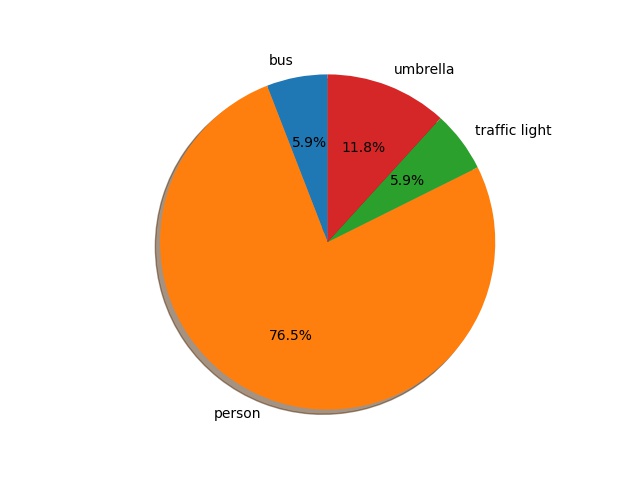 bus
umbrella
traffic light
5.9%
11.8%
5.9%
76.5%
person